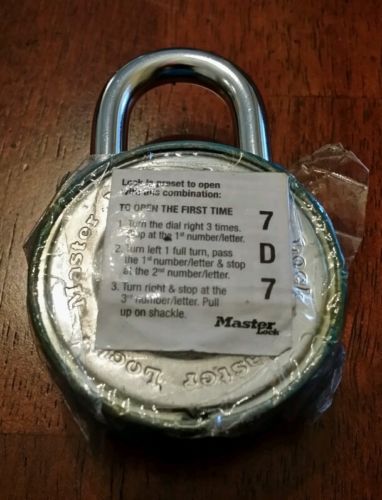 Lock is preset to open
with this combination:
TO OPEN THE FIRST TIME
1. Turn the dial right 3 times.
Stop at the 1st number/letter.
7
2. Turn left 1 full turn, pass
the 1st number/letter & stop
at the 2nd number/letter.
D
3. Turn right & stop at the
3rd number/letter. Pull
up on shackle.
7
Master
Lock
Master
Lock
Master
Lock